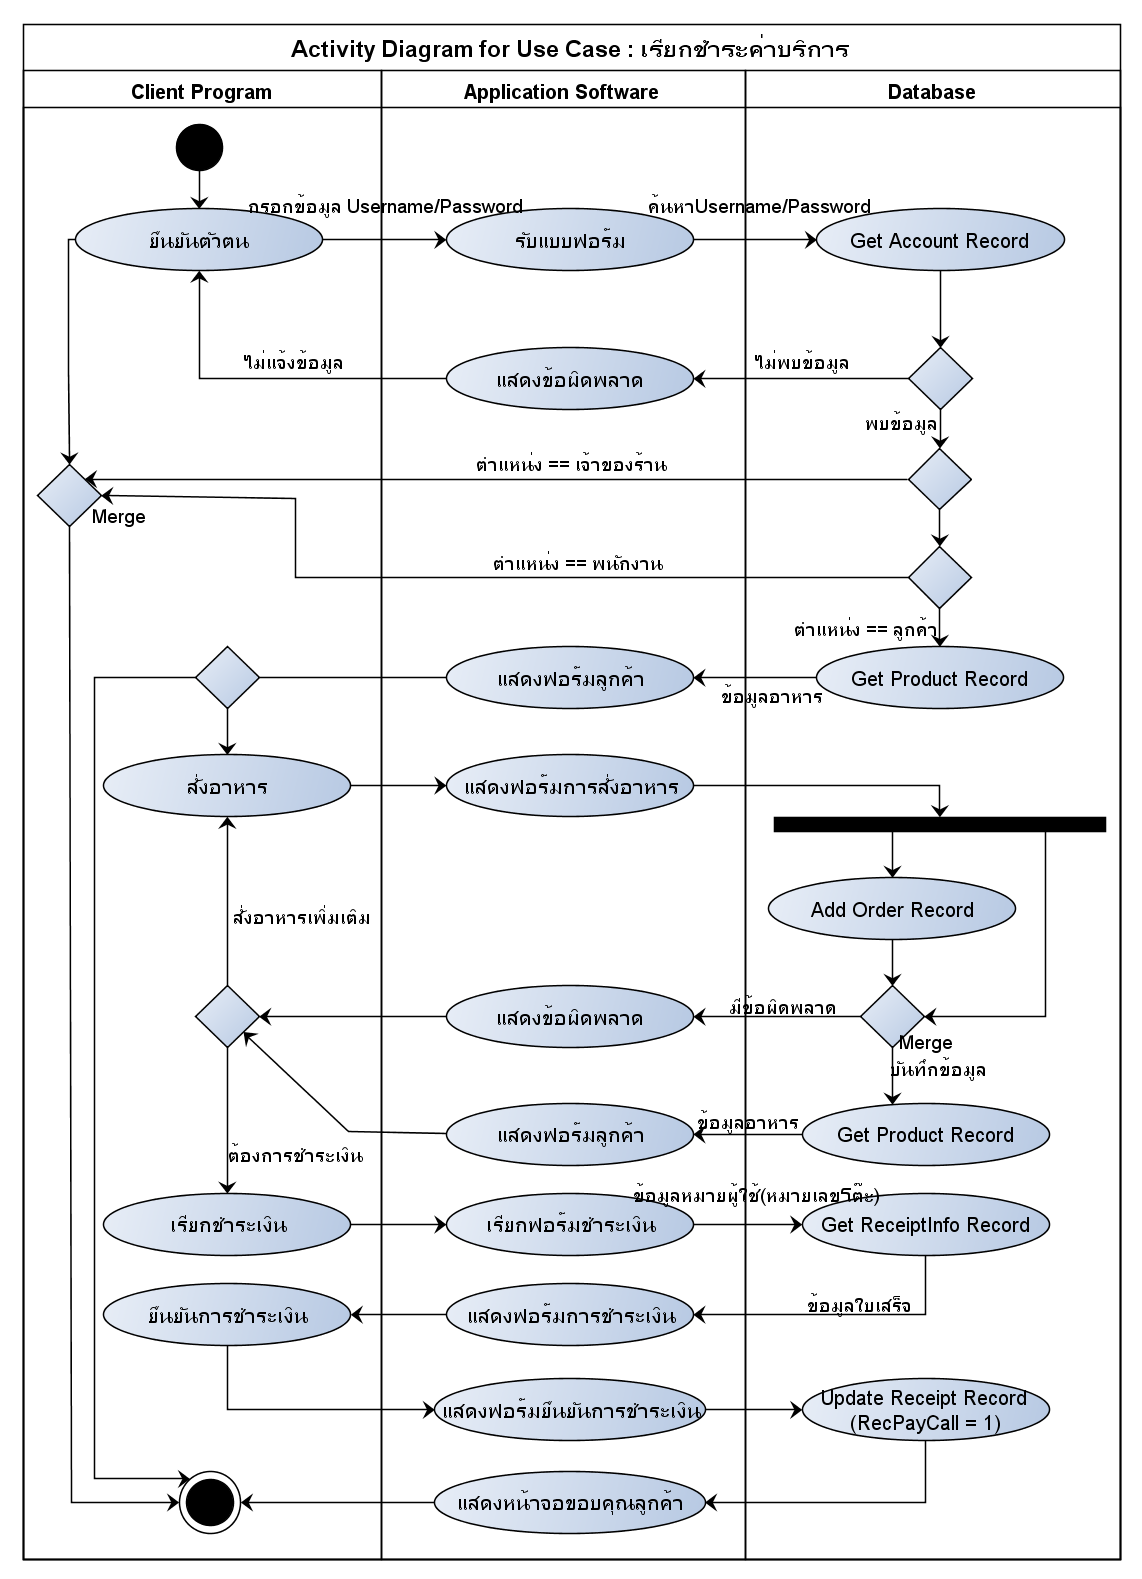 Activity Diagram for Use Case : เรียกชำระค่าบริการ
Client Program
Application Software
Database
กรอกข้อมูล Username/Password
ค้นหาUsername/Password
ยืนยันตัวตน
รับแบบฟอร์ม
Get Account Record
ไม่แจ้งข้อมูล
แสดงข้อผิดพลาด
ไม่พบข้อมูล
พบข้อมูล
ตำแหน่ง == เจ้าของร้าน
Merge
ตำแหน่ง == พนักงาน
ตำแหน่ง == ลูกค้า
แสดงฟอร์มลูกค้า
Get Product Record
ข้อมูลอาหาร
สั่งอาหาร
แสดงฟอร์มการสั่งอาหาร
Add Order Record
สั่งอาหารเพิ่มเติม
แสดงข้อผิดพลาด
มีข้อผิดพลาด
Merge
บันทึกข้อมูล
ข้อมูลอาหาร
แสดงฟอร์มลูกค้า
Get Product Record
ต้องการชำระเงิน
ข้อมูลหมายผู้ใช้(หมายเลขโต๊ะ)
เรียกชำระเงิน
เรียกฟอร์มชำระเงิน
Get ReceiptInfo Record
ข้อมูลใบเสร็จ
ยืนยันการชำระเงิน
แสดงฟอร์มการชำระเงิน
แสดงฟอร์มยืนยันการชำระเงิน
Update Receipt Record
(RecPayCall = 1)
แสดงหน้าจอขอบคุณลูกค้า